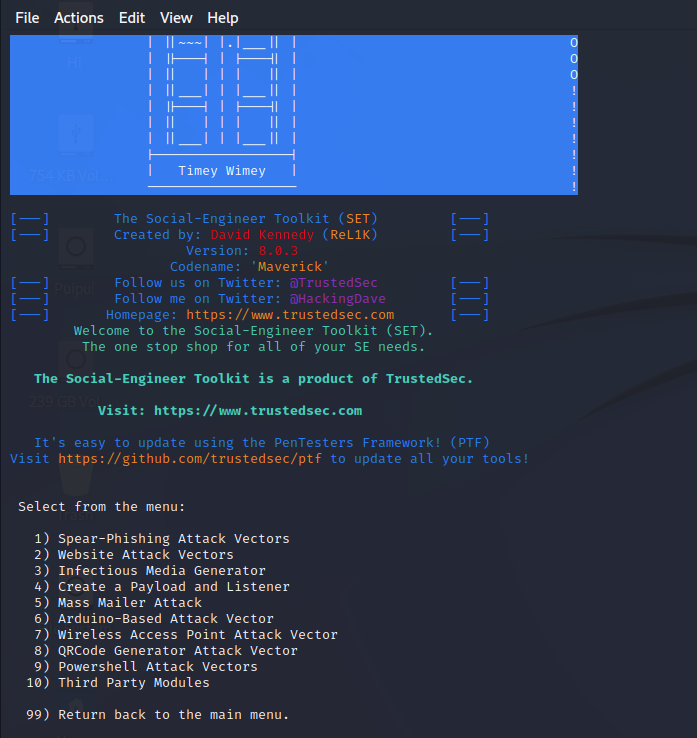 File Actions Edit View Help
| ||~~~| |.|___|| | O
| ||---| | |---|| | O
| || | | | || | O
| ||___| | |___|| | !
| ||---| | |---|| | !
| || | | | || | !
| ||___| | |___|| | !
|-----------------| !
| Timey Wimey | !
------------------- !
[---] The Social-Engineer Toolkit (SET) [---]
[---] Created by: David Kennedy (ReL1K) [---]
Version: 8.0.3
Codename: 'Maverick'
[---] Follow us on Twitter: @TrustedSec [---]
[---] Follow me on Twitter: @HackingDave [---]
[---] Homepage: https://www.trustedsec.com [---]
Welcome to the Social-Engineer Toolkit (SET).
The one stop shop for all of your SE needs.
The Social-Engineer Toolkit is a product of TrustedSec.
Visit: https://www.trustedsec.com
It's easy to update using the PenTesters Framework! (PTF)
Visit https://github.com/trustedsec/ptf to update all your tools!
Select from the menu:
1) Spear-Phishing Attack Vectors
2) Website Attack Vectors
3) Infectious Media Generator
4) Create a Payload and Listener
5) Mass Mailer Attack
6) Arduino-Based Attack Vector
7) Wireless Access Point Attack Vector
8) QRCode Generator Attack Vector
9) Powershell Attack Vectors
10) Third Party Modules
99) Return back to the main menu.